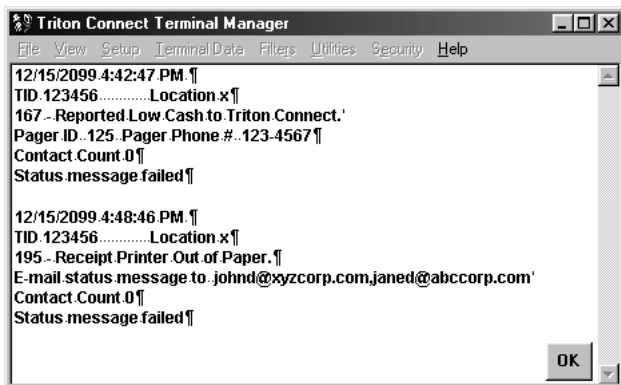 Triton Connect Terminal Manager
File View Setup Terminal Data Filters Utilities Security Help
12/15/2099·4:42:47·PM·¶
TID·123456············Location·x¶
167·-·Reported·Low·Cash·to·Triton·Connect.'
Pager·ID··125··Pager·Phone·#··123-4567¶
Contact·Count·0¶
Status·message·failed¶
12/15/2099·4:48:46·PM·¶
TID·123456············Location·x¶
195·-·Receipt·Printer·Out·of·Paper.¶
E-mail·status·message·to··johnd@xyzcorp.com,janed@abccorp.com'
Contact·Count·0¶
Status·message·failed¶
OK